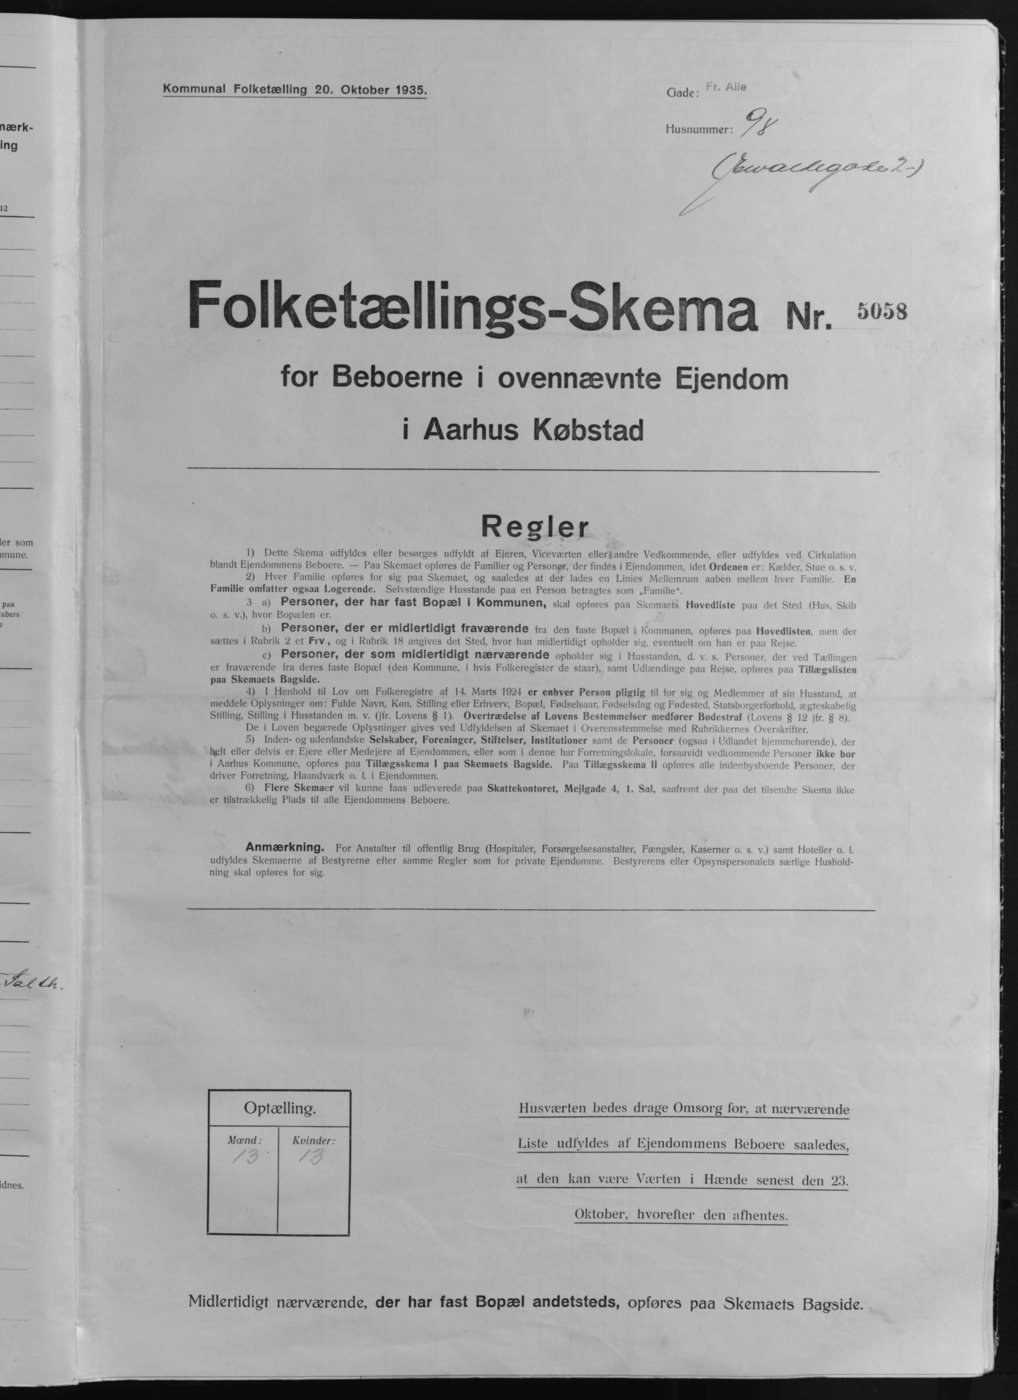 Kommunal Folketælling 20. Oktober 1935.
Gade: Fr. Alle
Husnummer: 98
Folketællings-Skema Nr. 5058
for Beboerne i ovennævnte Ejendom
i Aarhus Købstad
Regler
1) Dette Skema udfyldes eller besørges udfyldt af Ejeren, Viceværten eller andre Vedkommende, eller udfyldes ved Cirkulation
blandt Ejendommens Beboere. — Paa Skemaet opføres de Familier og Personer, der findes i Ejendommen, idet Ordenen er: Kælder, Stue o. s. v.
2) Hver Familie opføres for sig paa Skemaet, og saaledes at der lades en Linies Mellemrum aaben mellem hver Familie. En
Familie omfatter ogsaa Logerende. Selvstændige Husstande paa en Person betragtes som „Familie“.
3 a) Personer, der har fast Bopæl i Kommunen, skal opføres paa Skemaets Hovedliste paa det Sted (Hus, Skib
o. s. v.), hvor Bopælen er.
b) Personer, der er midlertidigt fraværende fra den faste Bopæl i Kommunen, opføres paa Hovedlisten, men der
sættes i Rubrik 2 et Frv., og i Rubrik 18 angives det Sted, hvor han midlertidigt opholder sig, eventuelt om han er paa Rejse.
c) Personer, der som midlertidigt nærværende opholder sig i Husstanden, d. v. s. Personer, der ved Tællingen
er fraværende fra deres faste Bopæl (den Kommune, i hvis Folkeregister de staar), samt Udlændinge paa Rejse, opføres paa Tillægslisten
paa Skemaets Bagside.
4) I Henhold til Lov om Folkeregistre af 14. Marts 1924 er enhver Person pligtig til for sig og Medlemmer af sin Husstand, at
meddele Oplysninger om: Fulde Navn, Køn, Stilling eller Erhverv, Bopæl, Fødselsaar, Fødselsdag og Fødested, Statsborgerforhold, ægteskabelig
Stilling, Stilling i Husstanden m. v. (jfr. Lovens § 1). Overtrædelse af Lovens Bestemmelser medfører Bødestraf (Lovens § 12 jfr. § 8).
De i Loven begærede Oplysninger gives ved Udfyldelsen af Skemaet i Overensstemmelse med Rubrikkernes Overskrifter.
5) Inden- og udenlandske Selskaber, Foreninger, Stiftelser, Institutioner samt de Personer (ogsaa i Udlandet hjemmehørende), der
helt eller delvis er Ejere eller Medejere af Ejendommen, eller som i denne har Forretningslokale, forsaavidt vedkommende Personer ikke bor
i Aarhus Kommune, opføres paa Tillægsskema I paa Skemaets Bagside. Paa Tillægsskema II opføres alle indenbysboende Personer, der
driver Forretning, Haandværk o. l. i Ejendommen.
6) Flere Skemaer vil kunne faas udleverede paa Skattekontoret, Mejlgade 4, 1. Sal, saafremt der paa det tilsendte Skema ikke
er tilstrækkelig Plads til alle Ejendommens Beboere.
Anmærkning. For Anstalter til offentlig Brug (Hospitaler, Forsørgelsesanstalter, Fængsler, Kaserner o. s. v.) samt Hoteller o. l.
udfyldes Skemaerne af Bestyrerne efter samme Regler som for private Ejendomme. Bestyrerens eller Opsynspersonalets særlige Hushold-
ning skal opføres for sig.
Optælling.
Mænd: Kvinder:
13 13
Husværten bedes drage Omsorg for, at nærværende
Liste udfyldes af Ejendommens Beboere saaledes,
at den kan være Værten i Hænde senest den 23.
Oktober, hvorefter den afhentes.
Midlertidigt nærværende, der har fast Bopæl andetsteds, opføres paa Skemaets Bagside.